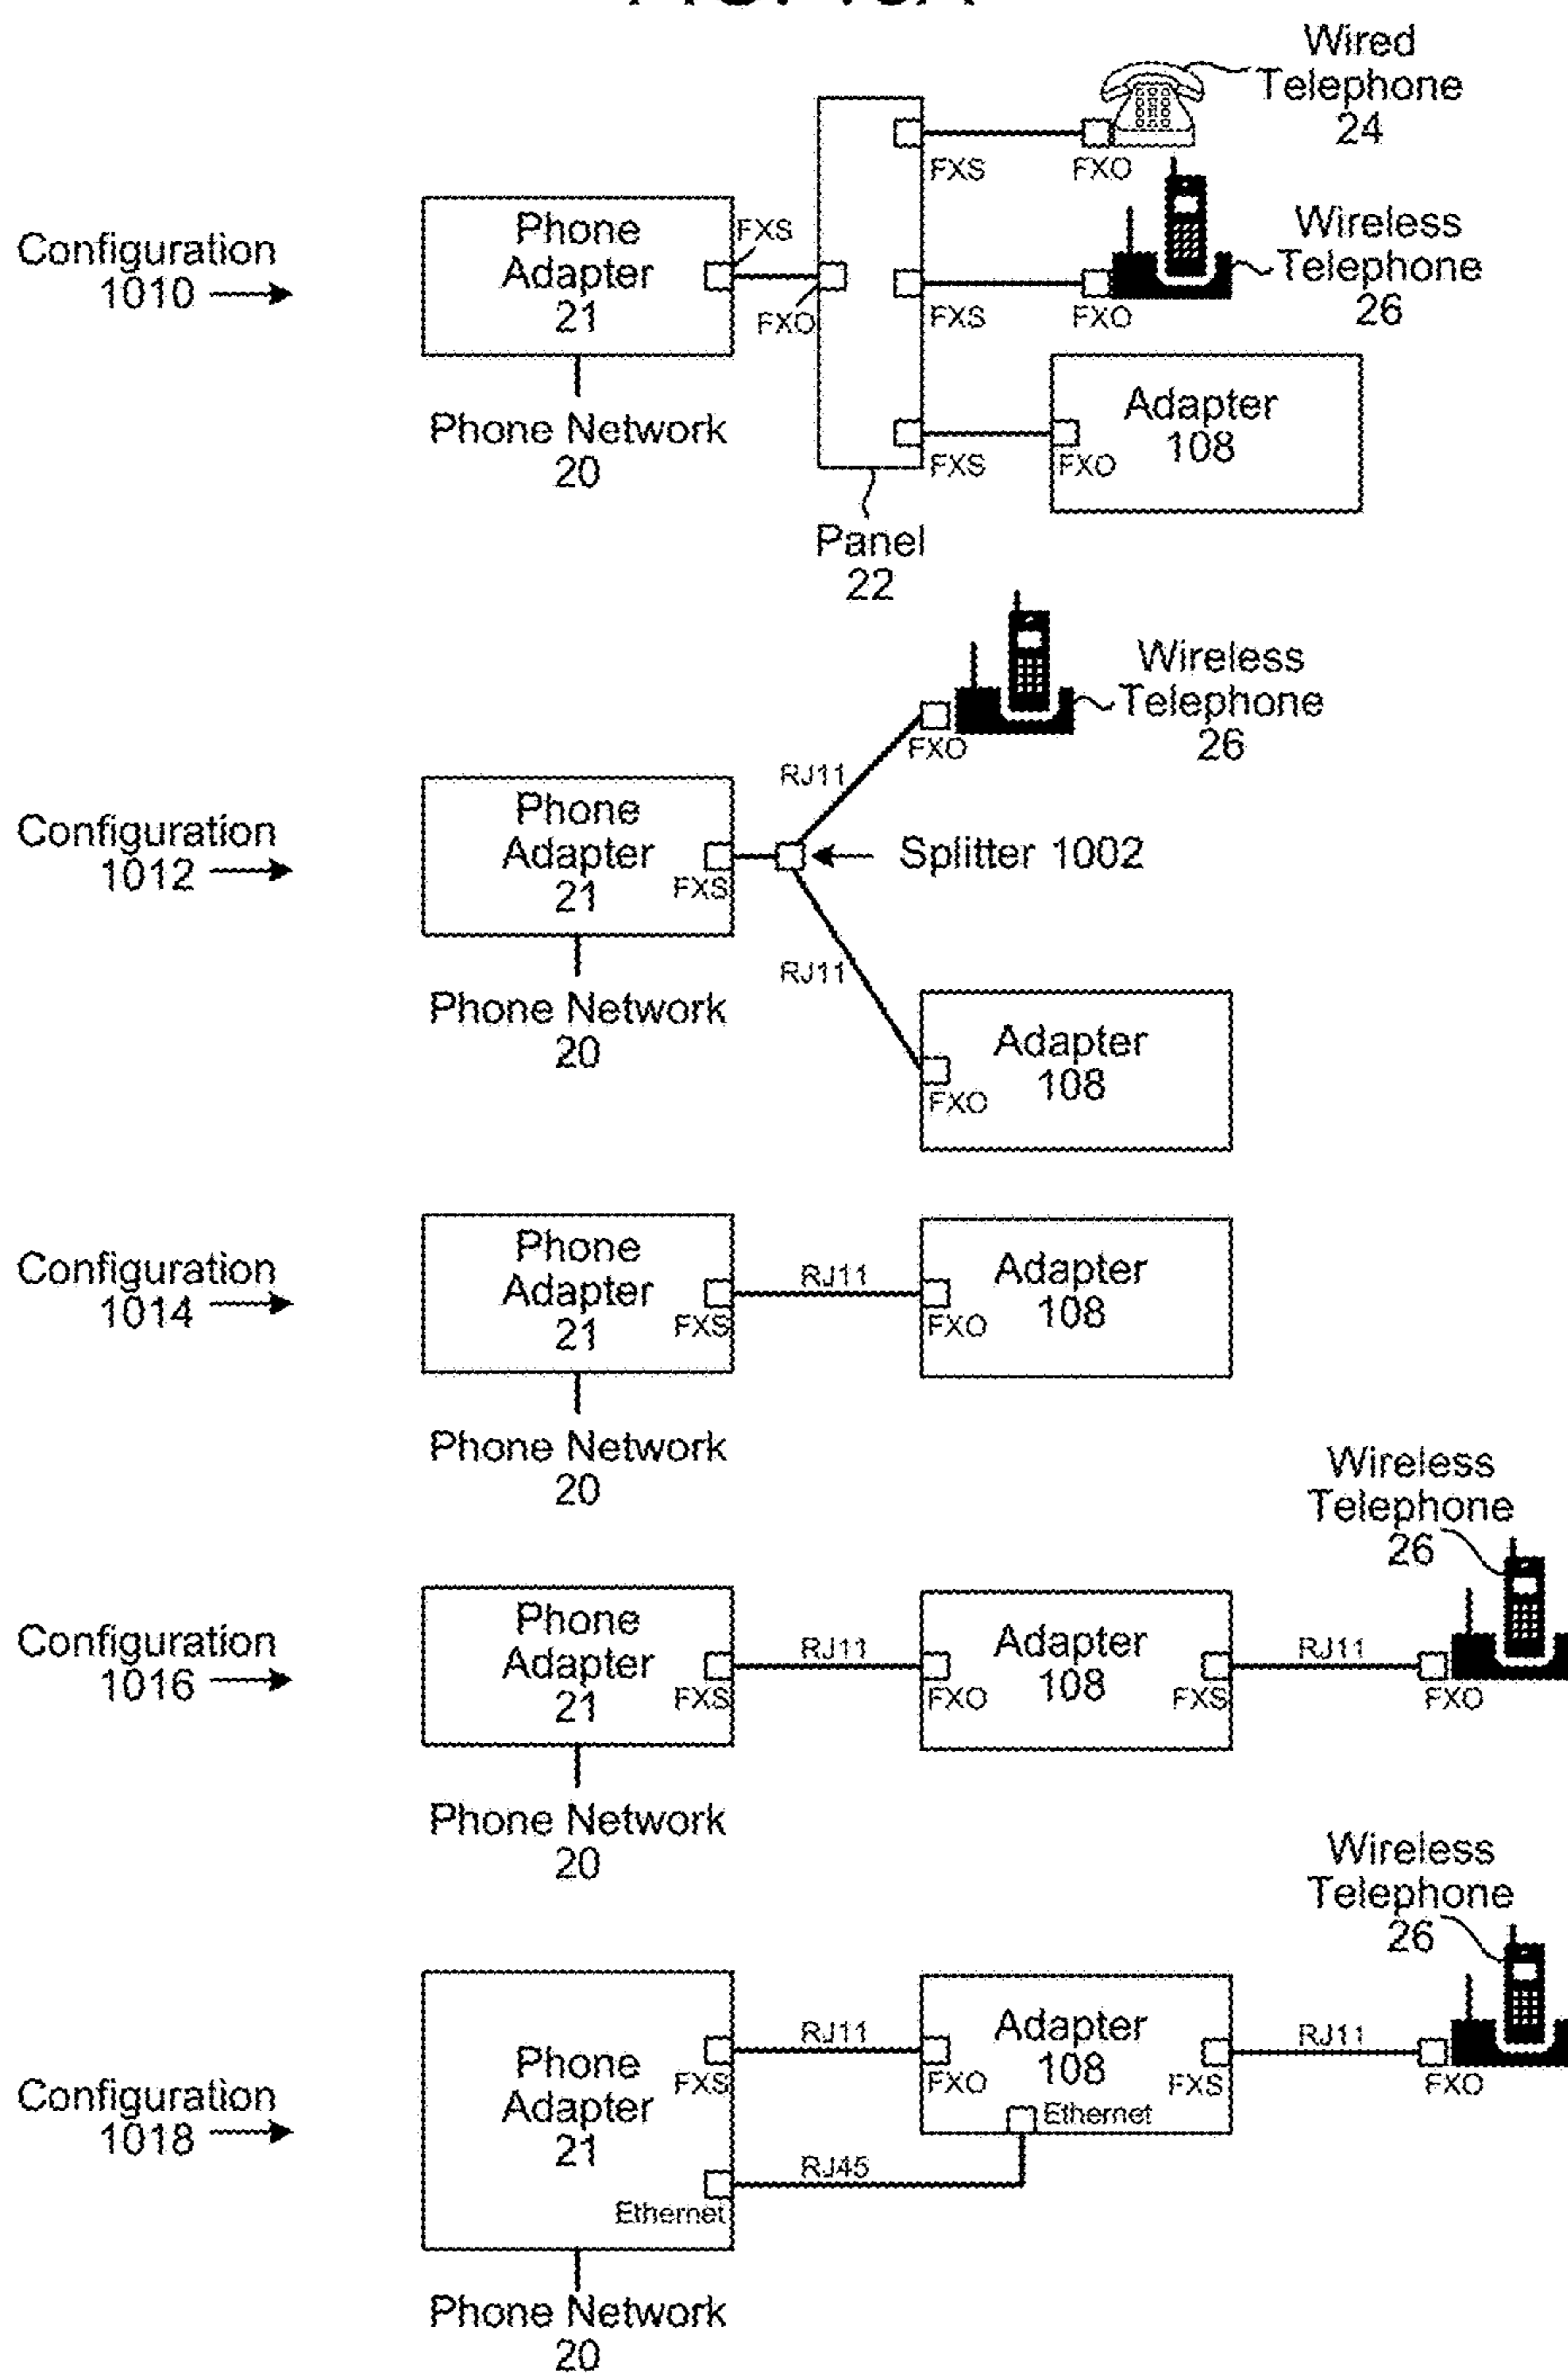 Wired
Telephone
24
FXS
FXO
Configuration
1010
Phone
Adapter
21
FXS
FXO
Wireless
Telephone
26
FXS
FXO
Phone Network
20
Adapter
108
FXS
FXO
Panel
22
Configuration
1012
Phone
Adapter
21
FXS
RJ11
FXO
Wireless
Telephone
26
Splitter 1002
RJ11
Phone Network
20
Adapter
108
FXO
Configuration
1014
Phone
Adapter
21
FXS
RJ11
Adapter
108
FXO
Phone Network
20
Configuration
1016
Phone
Adapter
21
FXS
RJ11
Adapter
108
FXO
FXS
RJ11
Wireless
Telephone
26
FXO
Phone Network
20
Configuration
1018
Phone
Adapter
21
FXS
RJ11
Adapter
108
FXO
FXS
Ethernet
RJ11
Wireless
Telephone
26
FXO
RJ45
Ethernet
Phone Network
20